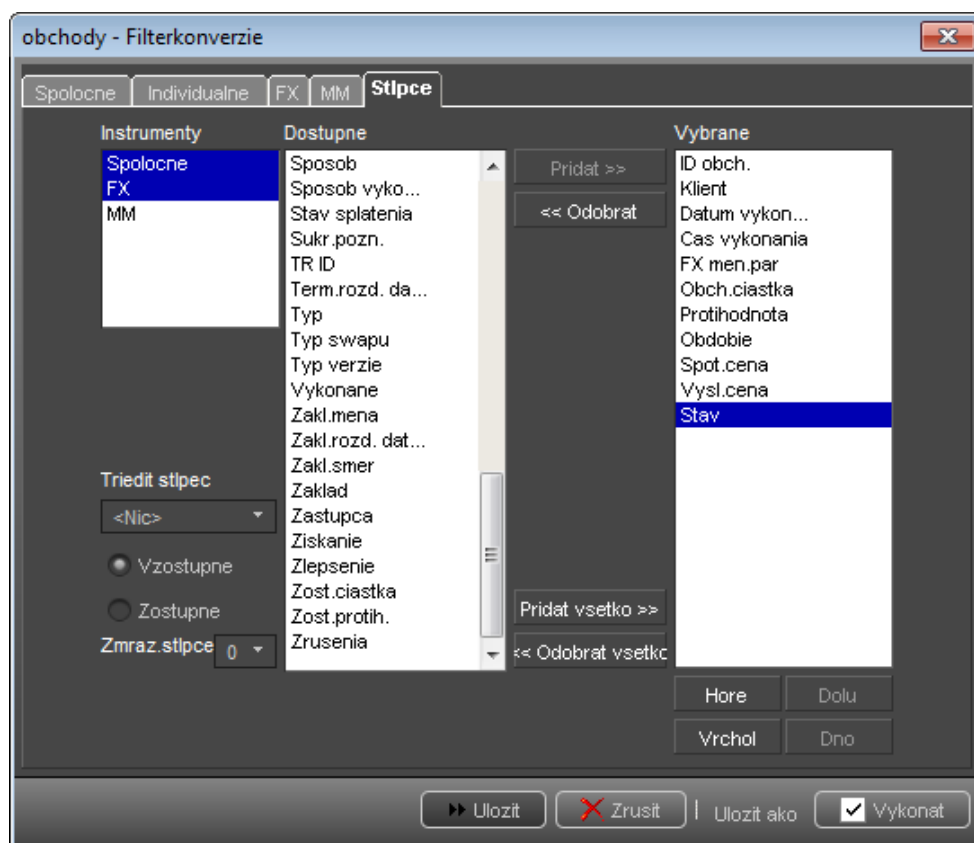 obchody - Filterkonverzie
Spolocne
Individualne
FX
MM
Stlpce
Instrumenty
Spolocne
FX
MM
Triedit stlpec
<Nic>
Vzostupne
Zostupne
Zmraz.stlpce
0
Dostupne
Sposob
Sposob vyko...
Stav splatenia
Sukr.pozn.
TR ID
Term.rozd. da...
Typ
Typ swapu
Typ verzie
Vykonane
Zakl.mena
Zakl.rozd. dat...
Zakl.smer
Zaklad
Zastupca
Ziskanie
Zlepsenie
Zost.ciastka
Zost.protih.
Zrusenia
Pridat >>
<< Odobrat
Pridat vsetko >>
<< Odobrat vsetko
Vybrane
ID obch.
Klient
Datum vykon...
Cas vykonania
FX men.par
Obch.ciastka
Protihodnota
Obdobie
Spot.cena
Vysl.cena
Stav
Hore
Dolu
Vrchol
Dno
Ulozit
Zrusit
Ulozit ako
Vykonat